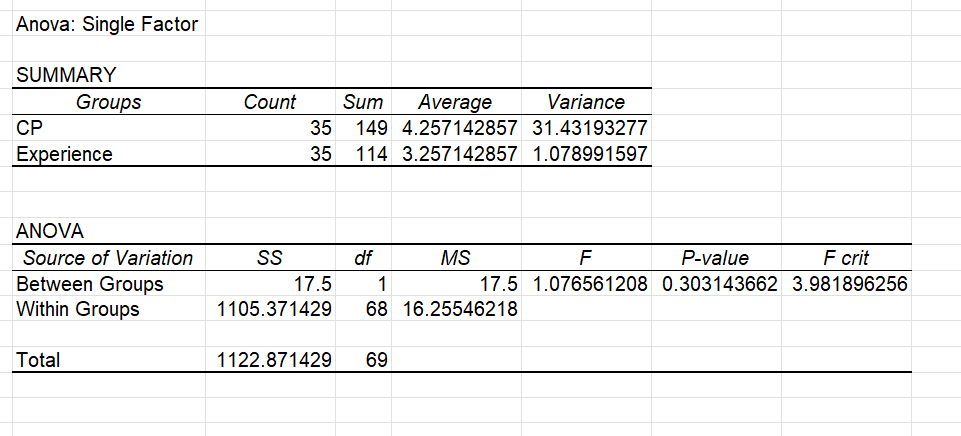 Anova: Single Factor
SUMMARY
Groups Count Sum Average Variance
CP 35 149 4.257142857 31.43193277
Experience 35 114 3.257142857 1.078991597
ANOVA
Source of Variation SS df MS F P-value F crit
Between Groups 17.5 1 17.5 1.076561208 0.303143662 3.981896256
Within Groups 1105.371429 68 16.25546218
Total 1122.871429 69